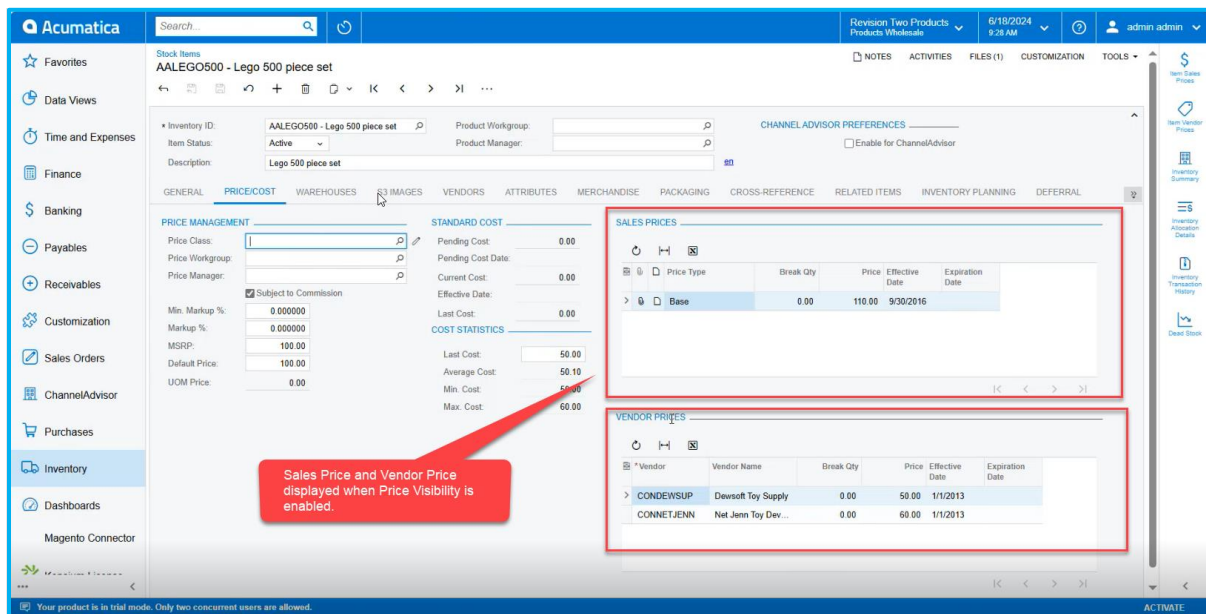 Acumatica
Search...
Revision Two Products
Products Wholesale
6/18/2024
9:28 AM
admin admin
Favorites
Data Views
Time and Expenses
Finance
Banking
Payables
Receivables
Customization
Sales Orders
ChannelAdvisor
Purchases
Inventory
Dashboards
Magento Connector
Stock Items
AALEGO500 - Lego 500 piece set
NOTES ACTIVITIES FILES (1) CUSTOMIZATION TOOLS
* Inventory ID: AALEGO500 - Lego 500 piece set
Item Status: Active
Description: Lego 500 piece set
en
Product Workgroup:
Product Manager:
CHANNEL ADVISOR PREFERENCES
Enable for ChannelAdvisor
GENERAL PRICE/COST WAREHOUSES S3 IMAGES VENDORS ATTRIBUTES MERCHANDISE PACKAGING CROSS-REFERENCE RELATED ITEMS INVENTORY PLANNING DEFERRAL
PRICE MANAGEMENT
Price Class:
Price Workgroup:
Price Manager:
Subject to Commission
Min. Markup %: 0.000000
Markup %: 0.000000
MSRP: 100.00
Default Price: 100.00
UOM Price: 0.00
STANDARD COST
Pending Cost: 0.00
Pending Cost Date:
Current Cost: 0.00
Effective Date:
Last Cost: 0.00
COST STATISTICS
Last Cost: 50.00
Average Cost: 50.10
Min. Cost:
Max. Cost: 60.00
SALES PRICES
Price Type Break Qty Price Effective Date Expiration Date
Base 0.00 110.00 9/30/2016
VENDOR PRICES
* Vendor Vendor Name Break Qty Price Effective Date Expiration Date
CONDEWSUP Dewsoft Toy Supply 0.00 50.00 1/1/2013
CONNETJENN Net Jenn Toy Dev... 0.00 60.00 1/1/2013
Sales Price and Vendor Price
displayed when Price Visibility is
enabled.
Item Sales Prices
Item Vendor Prices
Inventory Summary
Inventory Allocation Details
Inventory Transaction History
Dead Stock
Your product is in trial mode. Only two concurrent users are allowed.
ACTIVATE